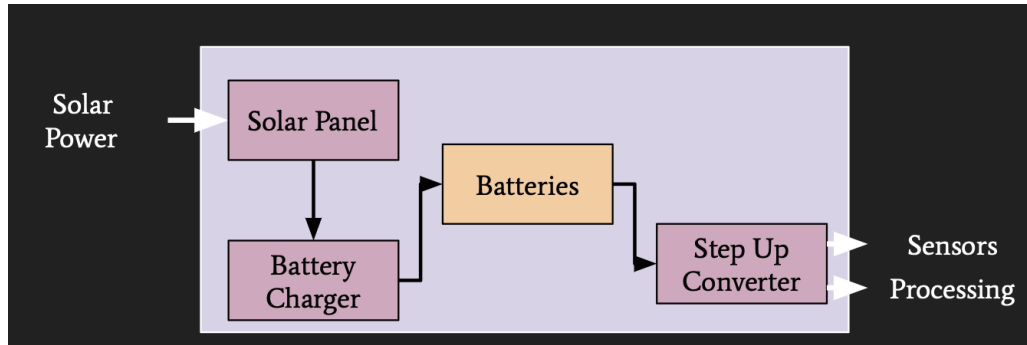 Solar
Power
Solar Panel
Battery
Charger
Batteries
Step Up
Converter
Sensors
Processing